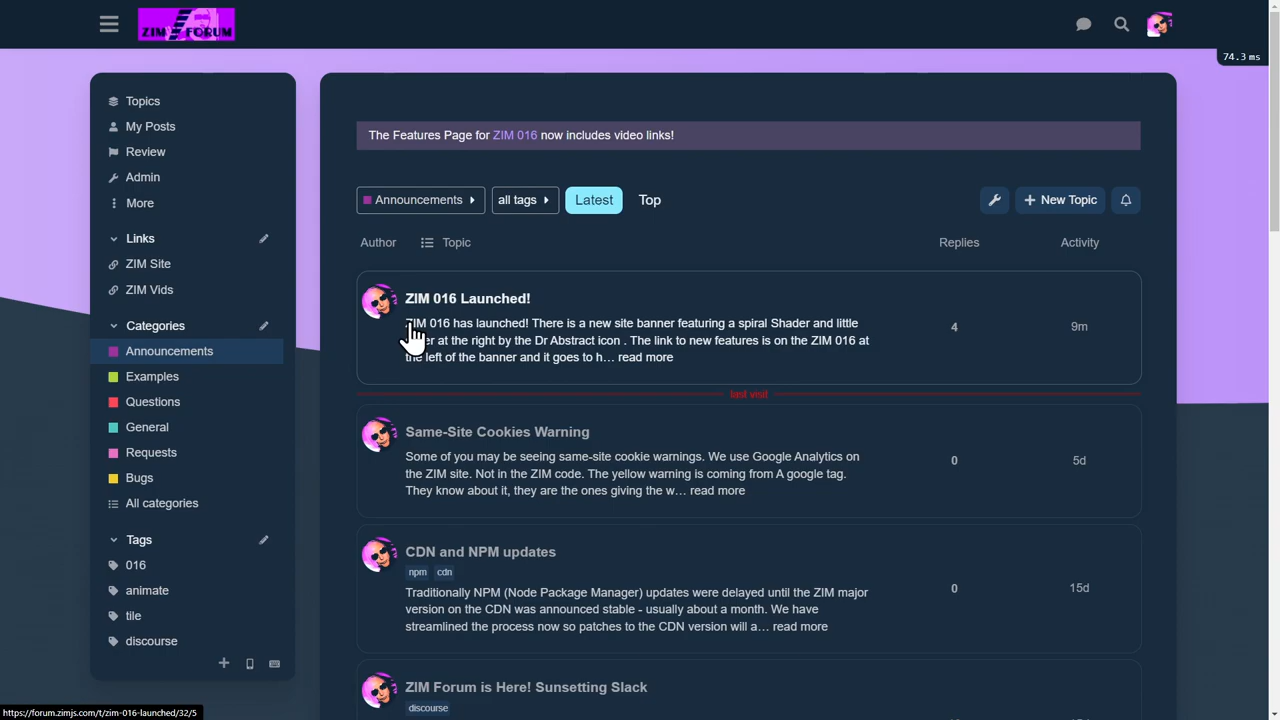 ZIM FORUM
74.3 ms
Topics
My Posts
Review
Admin
More
Links
ZIM Site
ZIM Vids
Categories
Announcements
Examples
Questions
General
Requests
Bugs
All categories
Tags
016
animate
tile
discourse
The Features Page for ZIM 016 now includes video links!
Announcements
all tags
Latest
Top
New Topic
Author
Topic
Replies
Activity
ZIM 016 Launched!
ZIM 016 has launched! There is a new site banner featuring a spiral Shader and little
er at the right by the Dr Abstract icon . The link to new features is on the ZIM 016 at
the left of the banner and it goes to h… read more
4
9m
last visit
Same-Site Cookies Warning
Some of you may be seeing same-site cookie warnings. We use Google Analytics on
the ZIM site. Not in the ZIM code. The yellow warning is coming from A google tag.
They know about it, they are the ones giving the w… read more
0
5d
CDN and NPM updates
npm cdn
Traditionally NPM (Node Package Manager) updates were delayed until the ZIM major
version on the CDN was announced stable - usually about a month. We have
streamlined the process now so patches to the CDN version will a… read more
0
15d
ZIM Forum is Here! Sunsetting Slack
discourse
https://forum.zimjs.com/t/zim-016-launched/32/5